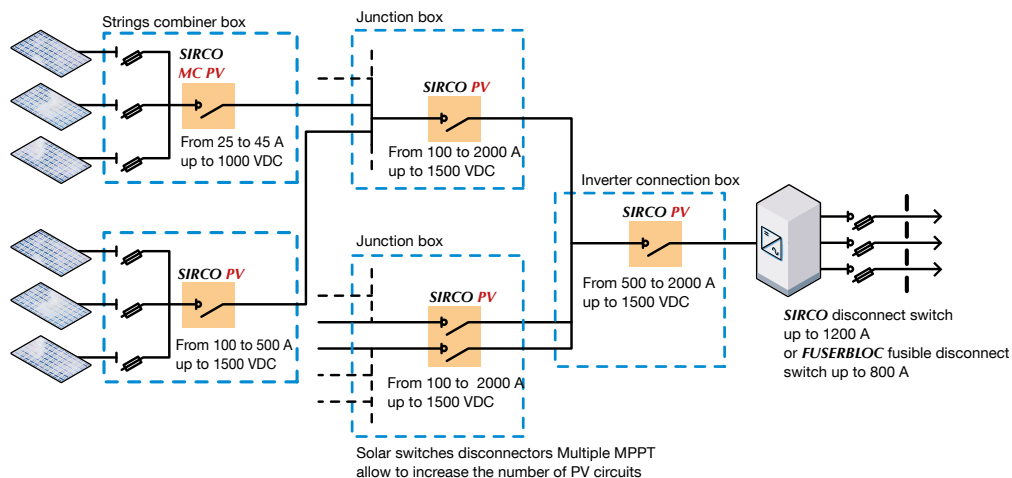 Strings combiner box
SIRCO
MC PV
From 25 to 45 A
up to 1000 VDC
Junction box
SIRCO PV
From 100 to 2000 A
up to 1500 VDC
SIRCO PV
From 100 to 500 A
up to 1500 VDC
Junction box
SIRCO PV
From 100 to 2000 A
up to 1500 VDC
Solar switches disconnectors Multiple MPPT
allow to increase the number of PV circuits
Inverter connection box
SIRCO PV
From 500 to 2000 A
up to 1500 VDC
SIRCO disconnect switch
up to 1200 A
or FUSERBLOC fusible disconnect
switch up to 800 A